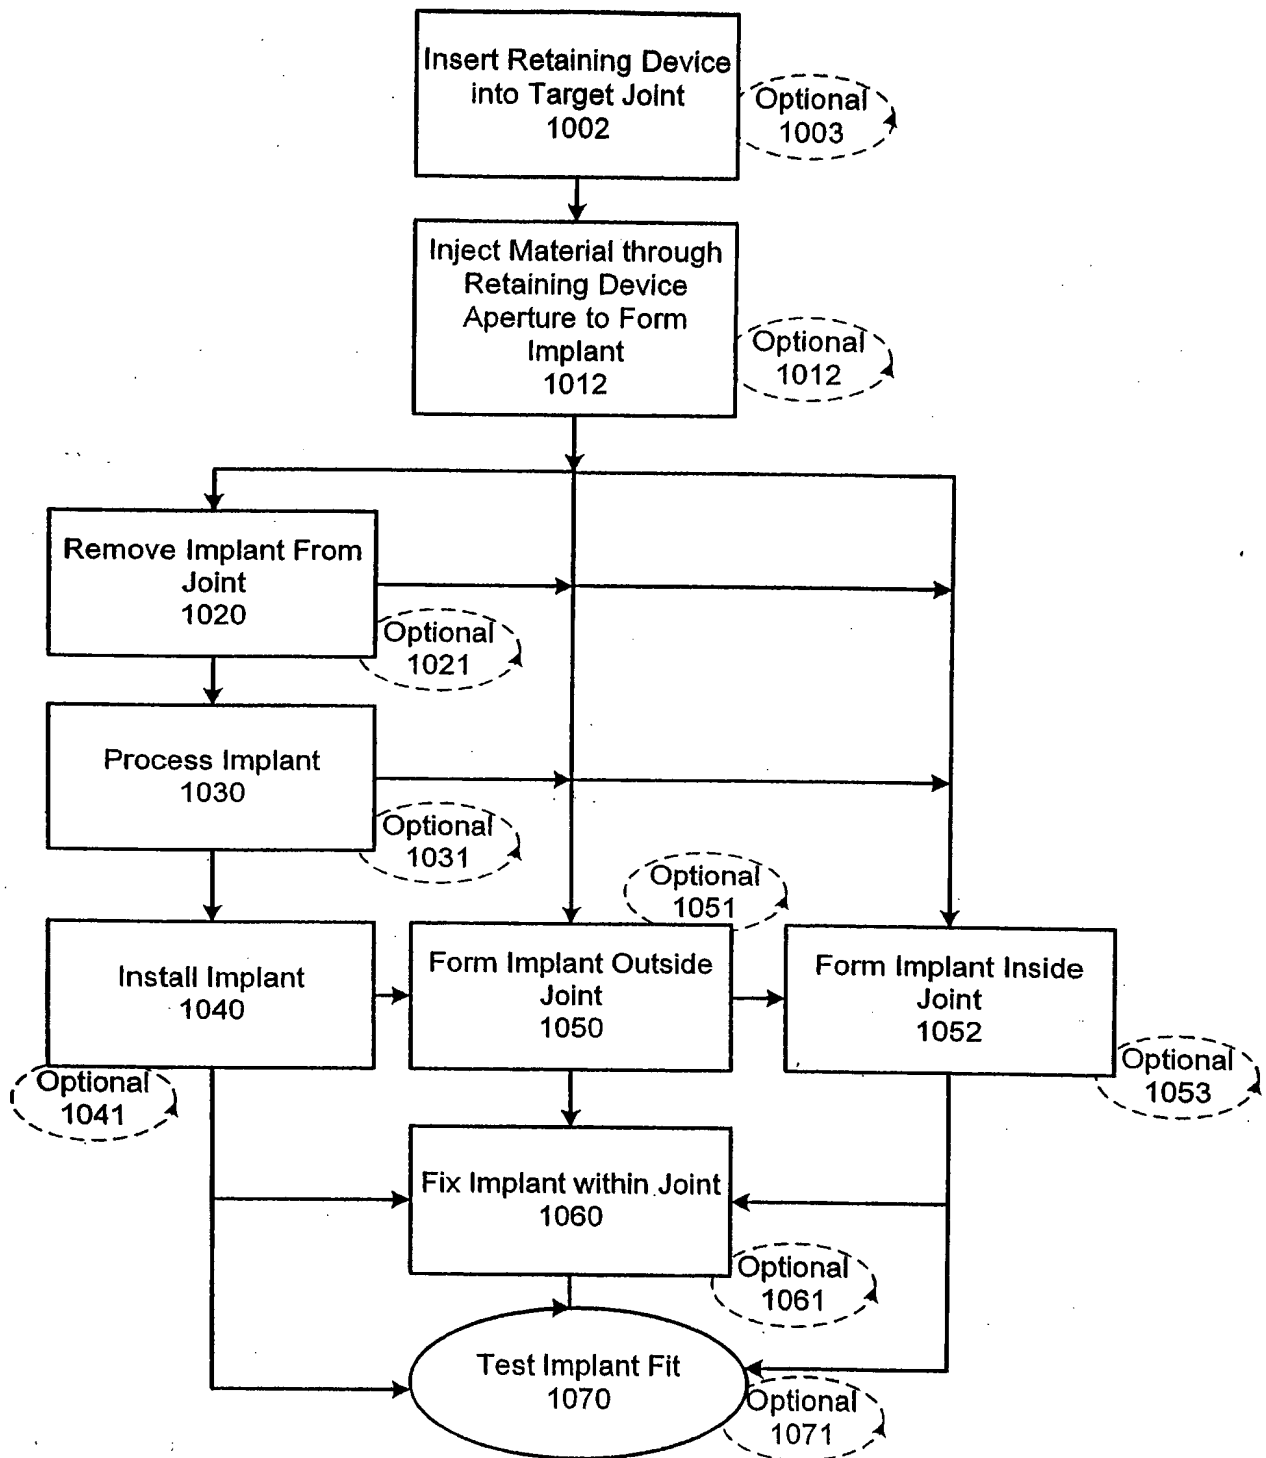 Insert Retaining Device
into Target Joint
1002
Optional
1003
Inject Material through
Retaining Device
Aperture to Form
Implant
1012
Optional
1012
Remove Implant From
Joint
1020
Optional
1021
Process Implant
1030
Optional
1031
Install Implant
1040
Optional
1041
Optional
1051
Form Implant Outside
Joint
1050
Form Implant Inside
Joint
1052
Optional
1053
Fix Implant within Joint
1060
Optional
1061
Test Implant Fit
1070
Optional
1071